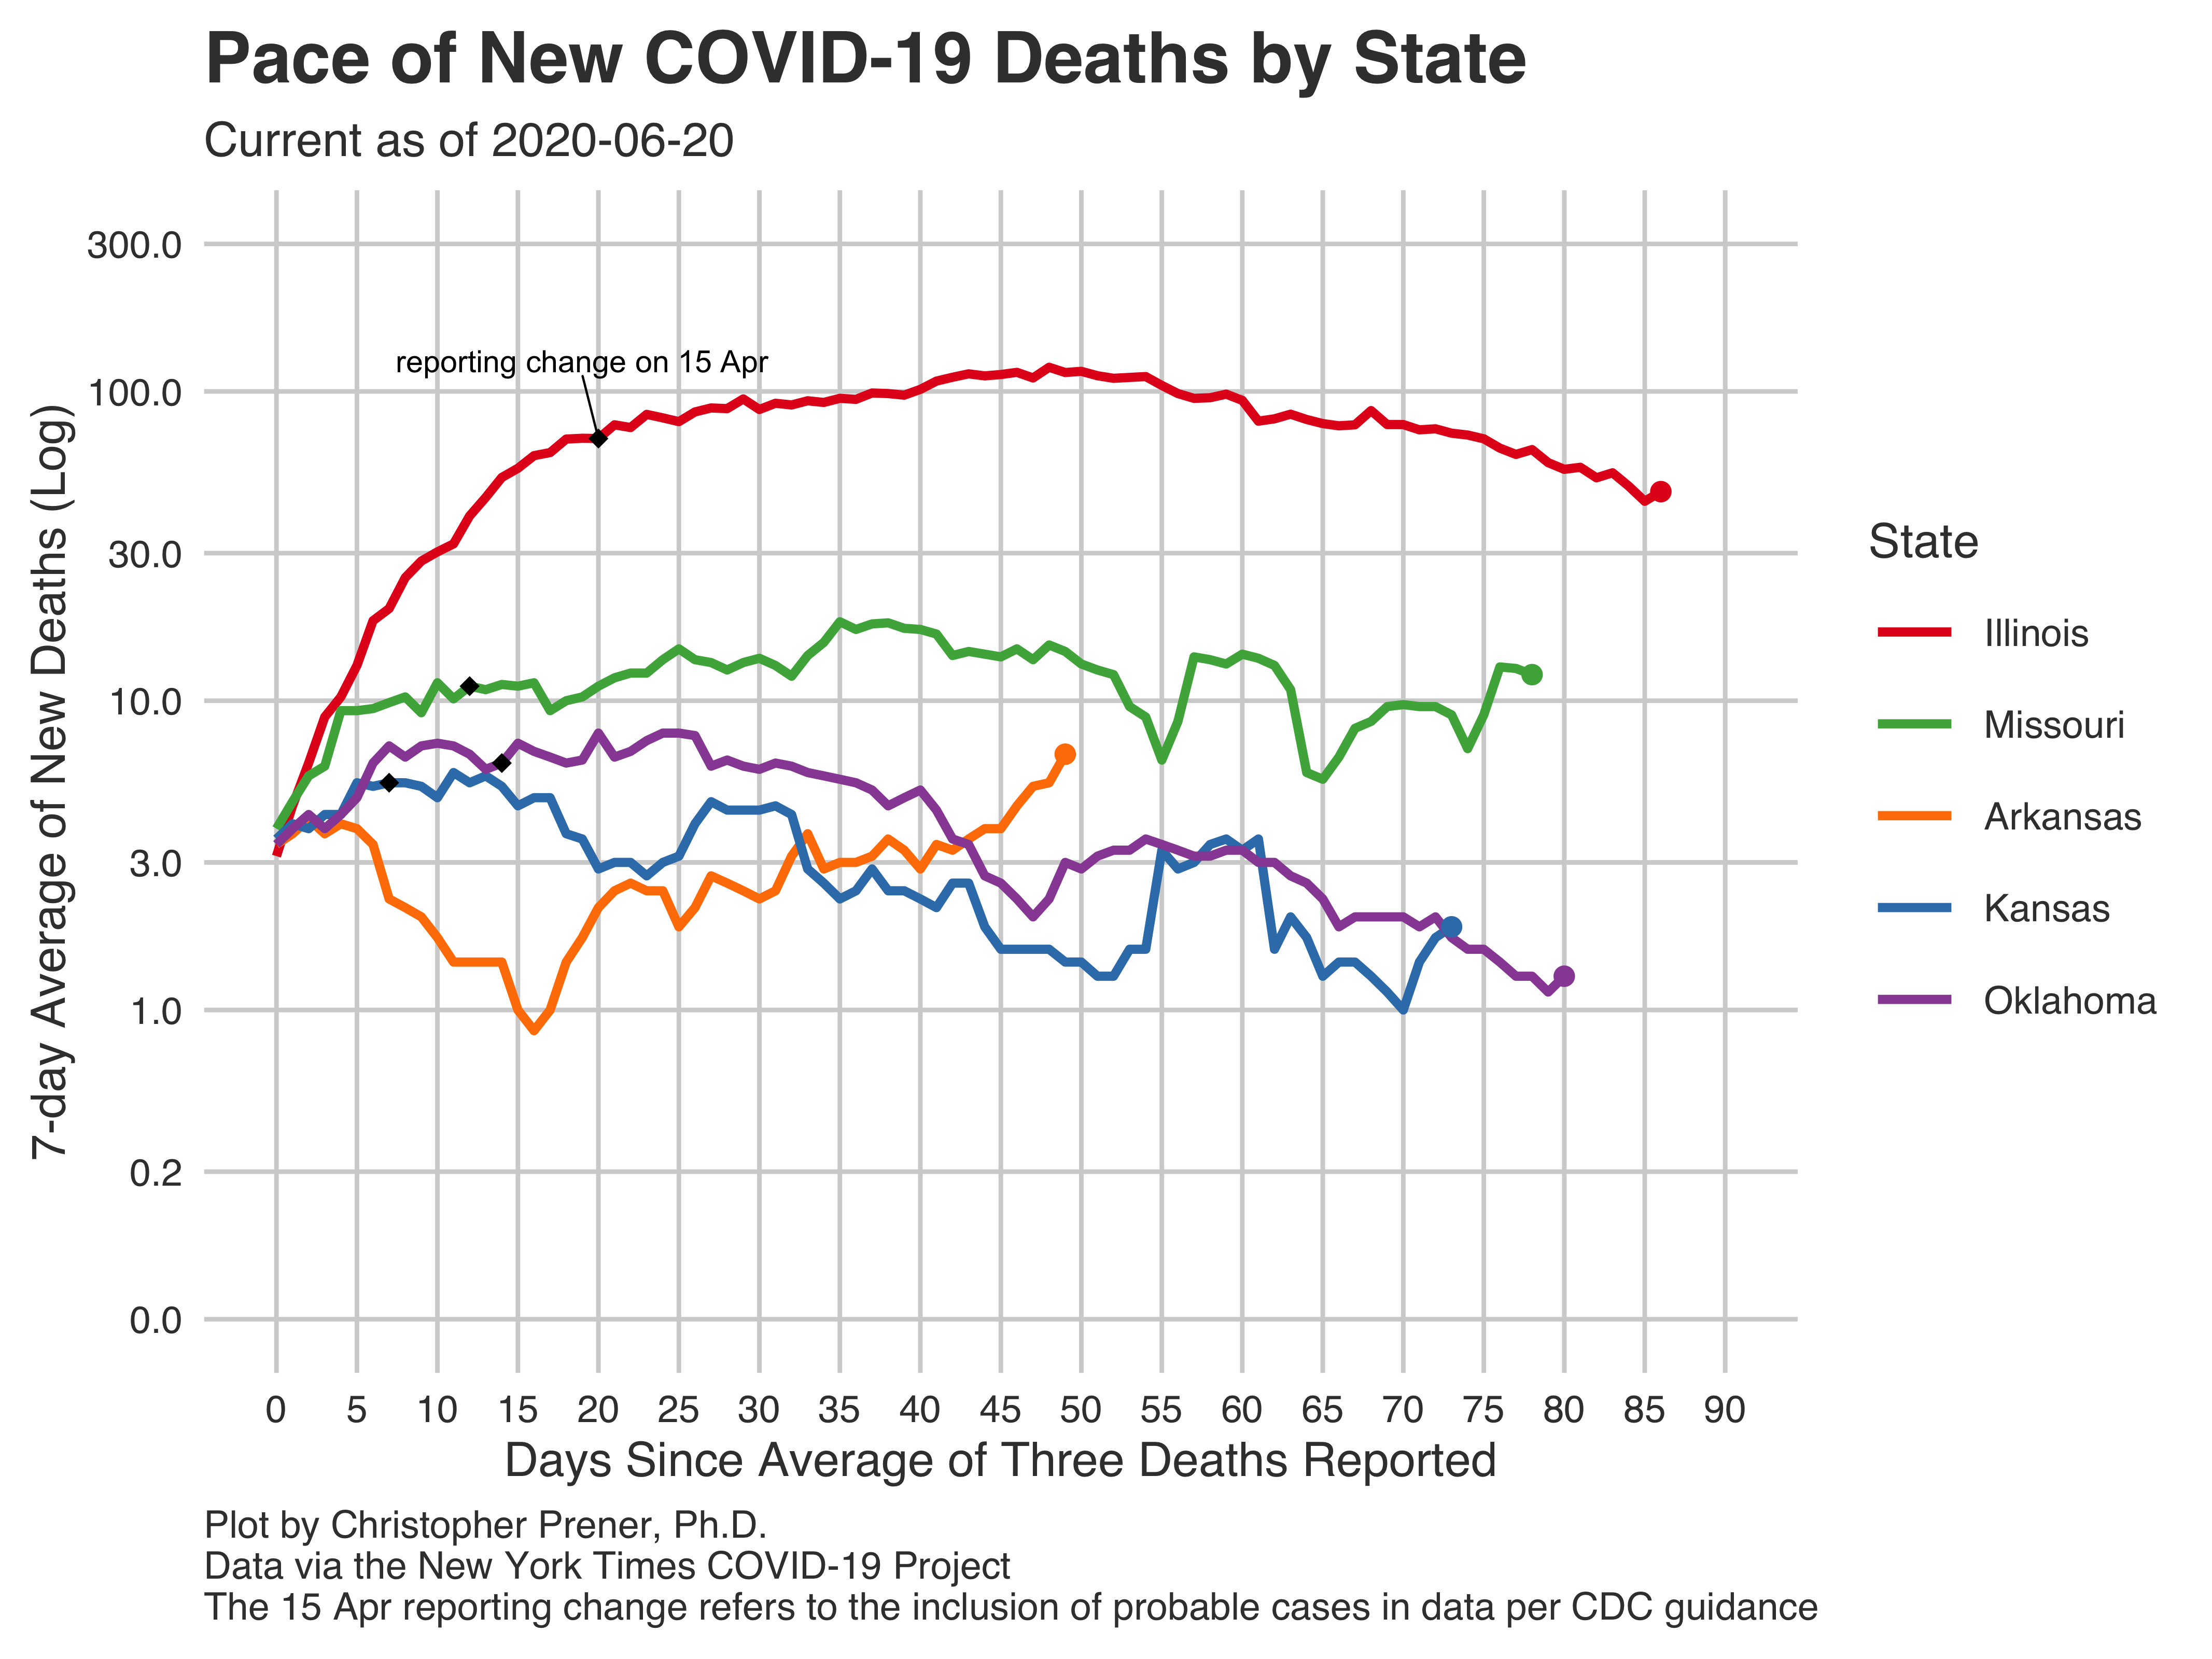 Pace of New COVID-19 Deaths by State
Current as of 2020-06-20
7-day Average of New Deaths (Log)
300.0
100.0
30.0
10.0
3.0
1.0
0.2
0.0
reporting change on 15 Apr
0 5 10 15 20 25 30 35 40 45 50 55 60 65 70 75 80 85 90
Days Since Average of Three Deaths Reported
State
Illinois
Missouri
Arkansas
Kansas
Oklahoma
Plot by Christopher Prener, Ph.D.
Data via the New York Times COVID-19 Project
The 15 Apr reporting change refers to the inclusion of probable cases in data per CDC guidance